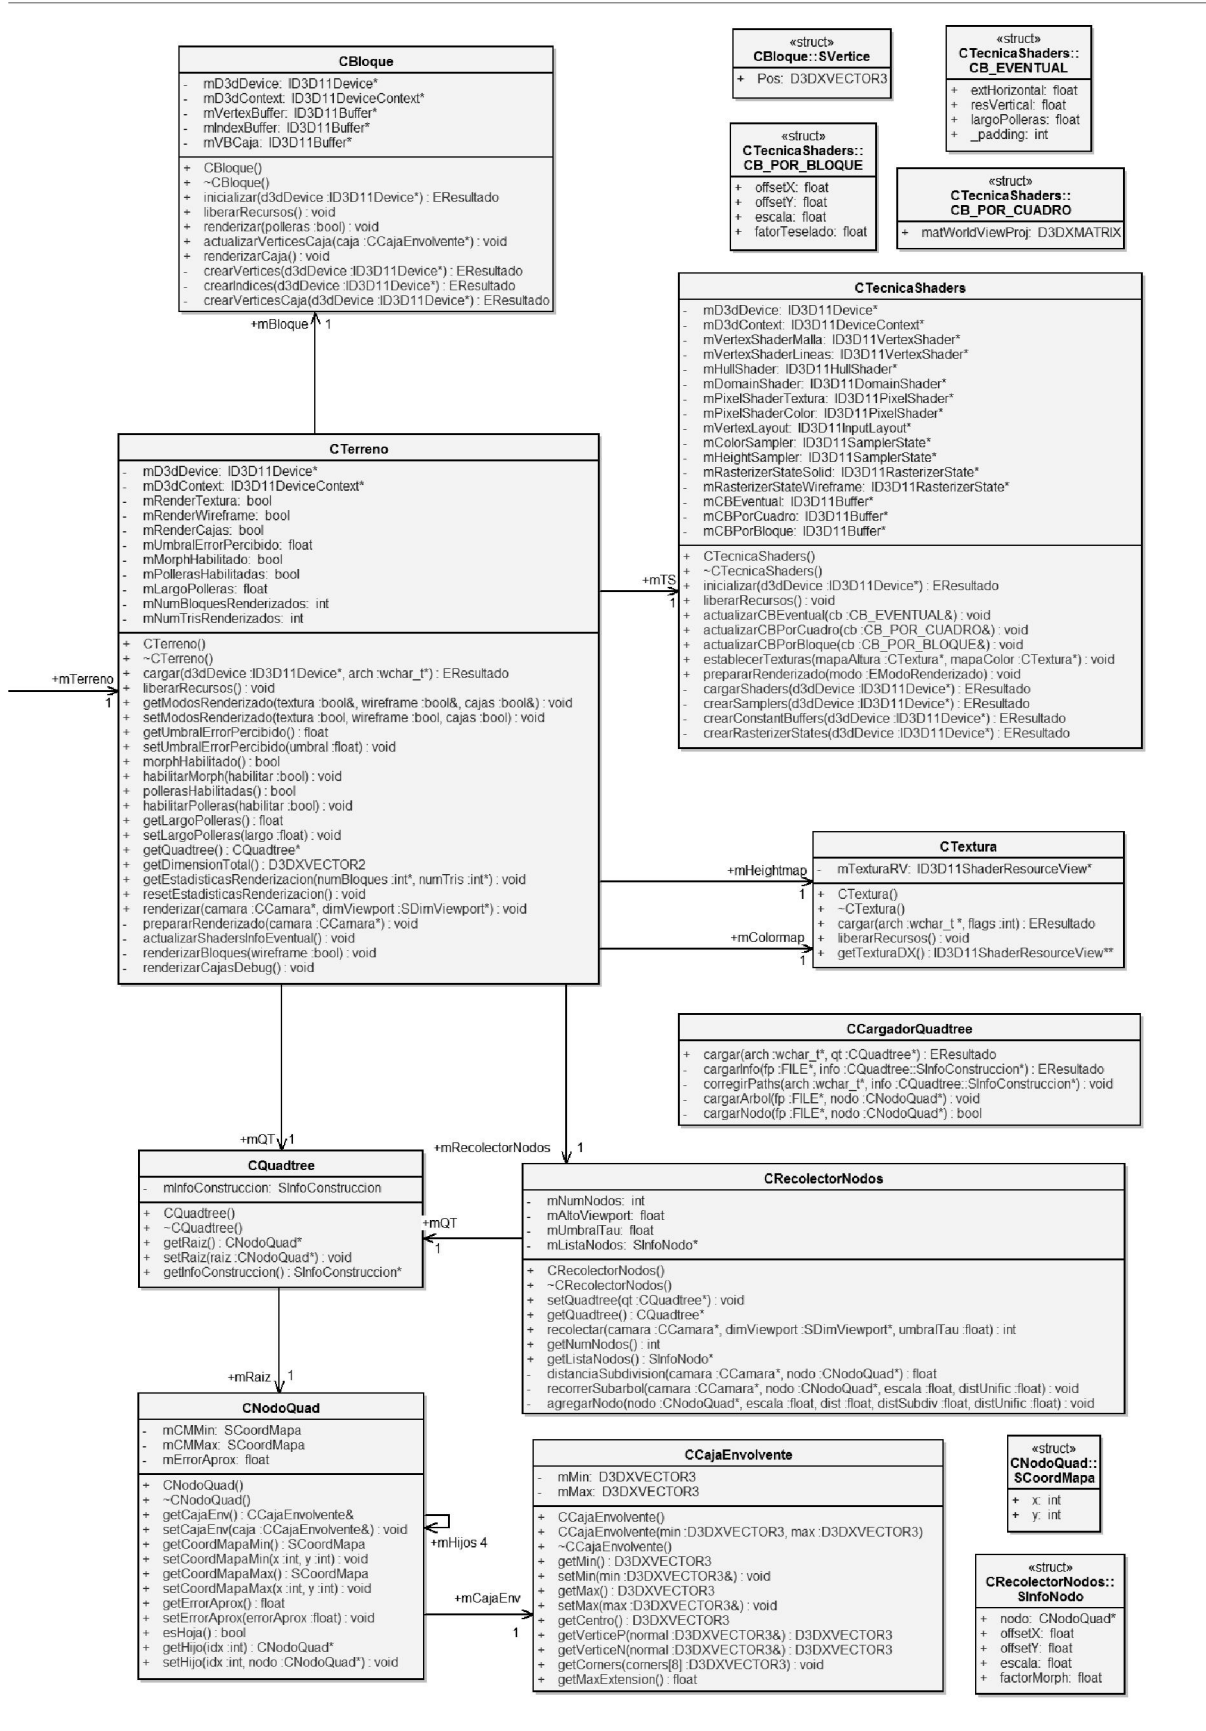 CBloque
- mD3dDevice: ID3D11Device*
- mD3dContext: ID3D11DeviceContext*
- mVertexBuffer: ID3D11Buffer*
- mIndexBuffer: ID3D11Buffer*
- mVBCaja: ID3D11Buffer*
+ CBloque()
+ ~CBloque()
+ inicializar(d3dDevice :ID3D11Device*) : EResultado
+ liberarRecursos() : void
+ renderizar(polleras :bool) : void
+ actualizarVerticesCaja(caja :CCajaEnvolvente*) : void
+ renderizarCaja() : void
- crearVertices(d3dDevice :ID3D11Device*) : EResultado
- crearIndices(d3dDevice :ID3D11Device*) : EResultado
- crearVerticesCaja(d3dDevice :ID3D11Device*) : EResultado
«struct»
CBloque::SVertice
+ Pos: D3DXVECTOR3
«struct»
CTecnicaShaders::
CB_EVENTUAL
+ extHorizontal: float
+ resVertical: float
+ largoPolleras: float
+ _padding: int
«struct»
CTecnicaShaders::
CB_POR_BLOQUE
+ offsetX: float
+ offsetY: float
+ escala: float
+ fatorTeselado: float
«struct»
CTecnicaShaders::
CB_POR_CUADRO
+ matWorldViewProj: D3DXMATRIX
+mBloque 1
CTecnicaShaders
- mD3dDevice: ID3D11Device*
- mD3dContext: ID3D11DeviceContext*
- mVertexShaderMalla: ID3D11VertexShader*
- mVertexShaderLineas: ID3D11VertexShader*
- mHullShader: ID3D11HullShader*
- mDomainShader: ID3D11DomainShader*
- mPixelShaderTextura: ID3D11PixelShader*
- mPixelShaderColor: ID3D11PixelShader*
- mVertexLayout: ID3D11InputLayout*
- mColorSampler: ID3D11SamplerState*
- mHeightSampler: ID3D11SamplerState*
- mRasterizerStateSolid: ID3D11RasterizerState*
- mRasterizerStateWireframe: ID3D11RasterizerState*
- mCBEventual: ID3D11Buffer*
- mCBPorCuadro: ID3D11Buffer*
- mCBPorBloque: ID3D11Buffer*
+ CTecnicaShaders()
+ ~CTecnicaShaders()
+ inicializar(d3dDevice :ID3D11Device*) : EResultado
+ liberarRecursos() : void
+ actualizarCBEventual(cb :CB_EVENTUAL&) : void
+ actualizarCBPorCuadro(cb :CB_POR_CUADRO&) : void
+ actualizarCBPorBloque(cb :CB_POR_BLOQUE&) : void
+ establecerTexturas(mapaAltura :CTextura*, mapaColor :CTextura*) : void
+ prepararRenderizado(modo :EModoRenderizado) : void
- cargarShaders(d3dDevice :ID3D11Device*) : EResultado
- crearSamplers(d3dDevice :ID3D11Device*) : EResultado
- crearConstantBuffers(d3dDevice :ID3D11Device*) : EResultado
- crearRasterizerStates(d3dDevice :ID3D11Device*) : EResultado
+mTS
1
+mTerreno
1
CTerreno
- mD3dDevice: ID3D11Device*
- mD3dContext: ID3D11DeviceContext*
- mRenderTextura: bool
- mRenderWireframe: bool
- mRenderCajas: bool
- mUmbralErrorPercibido: float
- mMorphHabilitado: bool
- mPollerasHabilitadas: bool
- mLargoPolleras: float
- mNumBloquesRenderizados: int
- mNumTrisRenderizados: int
+ CTerreno()
+ ~CTerreno()
+ cargar(d3dDevice :ID3D11Device*, arch :wchar_t*) : EResultado
+ liberarRecursos() : void
+ getModosRenderizado(textura :bool&, wireframe :bool&, cajas :bool&) : void
+ setModosRenderizado(textura :bool, wireframe :bool, cajas :bool) : void
+ getUmbralErrorPercibido() : float
+ setUmbralErrorPercibido(umbral :float) : void
+ morphHabilitado() : bool
+ habilitarMorph(habilitar :bool) : void
+ pollerasHabilitadas() : bool
+ habilitarPolleras(habilitar :bool) : void
+ getLargoPolleras() : float
+ setLargoPolleras(largo :float) : void
+ getQuadtree() : CQuadtree*
+ getDimensionTotal() : D3DXVECTOR2
+ getEstadisticasRenderizacion(numBloques :int*, numTris :int*) : void
+ resetEstadisticasRenderizacion() : void
+ renderizar(camara :CCamara*, dimViewport :SDimViewport*) : void
- prepararRenderizado(camara :CCamara*) : void
- actualizarShadersInfoEventual() : void
- renderizarBloques(wireframe :bool) : void
- renderizarCajasDebug() : void
+mHeightmap
1
+mColormap
1
CTextura
- mTexturaRV: ID3D11ShaderResourceView*
+ CTextura()
+ ~CTextura()
+ cargar(arch :wchar_t *, flags :int) : EResultado
+ liberarRecursos() : void
+ getTexturaDX() : ID3D11ShaderResourceView**
CCargadorQuadtree
+ cargar(arch :wchar_t*, qt :CQuadtree*) : EResultado
- cargarInfo(fp :FILE*, info :CQuadtree::SInfoConstruccion*) : EResultado
- corregirPaths(arch :wchar_t*, info :CQuadtree::SInfoConstruccion*) : void
- cargarArbol(fp :FILE*, nodo :CNodoQuad*) : void
- cargarNodo(fp :FILE*, nodo :CNodoQuad*) : bool
+mQT 1
+mRecolectorNodos 1
CQuadtree
- mInfoConstruccion: SInfoConstruccion
+ CQuadtree()
+ ~CQuadtree()
+ getRaiz() : CNodoQuad*
+ setRaiz(raiz :CNodoQuad*) : void
+ getInfoConstruccion() : SInfoConstruccion*
+mQT
1
CRecolectorNodos
- mNumNodos: int
- mAltoViewport: float
- mUmbralTau: float
- mListaNodos: SInfoNodo*
+ CRecolectorNodos()
+ ~CRecolectorNodos()
+ setQuadtree(qt :CQuadtree*) : void
+ getQuadtree() : CQuadtree*
+ recolectar(camara :CCamara*, dimViewport :SDimViewport*, umbralTau :float) : int
+ getNumNodos() : int
+ getListaNodos() : SInfoNodo*
- distanciaSubdivision(camara :CCamara*, nodo :CNodoQuad*) : float
- recorrerSubarbol(camara :CCamara*, nodo :CNodoQuad*, escala :float, distUnific :float) : void
- agregarNodo(nodo :CNodoQuad*, escala :float, dist :float, distSubdiv :float, distUnific :float) : void
+mRaiz 1
CNodoQuad
- mCMMin: SCoordMapa
- mCMMax: SCoordMapa
- mErrorAprox: float
+ CNodoQuad()
+ ~CNodoQuad()
+ getCajaEnv() : CCajaEnvolvente&
+ setCajaEnv(caja :CCajaEnvolvente&) : void
+ getCoordMapaMin() : SCoordMapa
+ setCoordMapaMin(x :int, y :int) : void
+ getCoordMapaMax() : SCoordMapa
+ setCoordMapaMax(x :int, y :int) : void
+ getErrorAprox() : float
+ setErrorAprox(errorAprox :float) : void
+ esHoja() : bool
+ getHijo(idx :int) : CNodoQuad*
+ setHijo(idx :int, nodo :CNodoQuad*) : void
+mHijos 4
+mCajaEnv
1
CCajaEnvolvente
- mMin: D3DXVECTOR3
- mMax: D3DXVECTOR3
+ CCajaEnvolvente()
+ CCajaEnvolvente(min :D3DXVECTOR3, max :D3DXVECTOR3)
+ ~CCajaEnvolvente()
+ getMin() : D3DXVECTOR3
+ setMin(min :D3DXVECTOR3&) : void
+ getMax() : D3DXVECTOR3
+ setMax(max :D3DXVECTOR3&) : void
+ getCentro() : D3DXVECTOR3
+ getVerticeP(normal :D3DXVECTOR3&) : D3DXVECTOR3
+ getVerticeN(normal :D3DXVECTOR3&) : D3DXVECTOR3
+ getCorners(corners[8] :D3DXVECTOR3) : void
+ getMaxExtension() : float
«struct»
CNodoQuad::
SCoordMapa
+ x: int
+ y: int
«struct»
CRecolectorNodos::
SInfoNodo
+ nodo: CNodoQuad*
+ offsetX: float
+ offsetY: float
+ escala: float
+ factorMorph: float